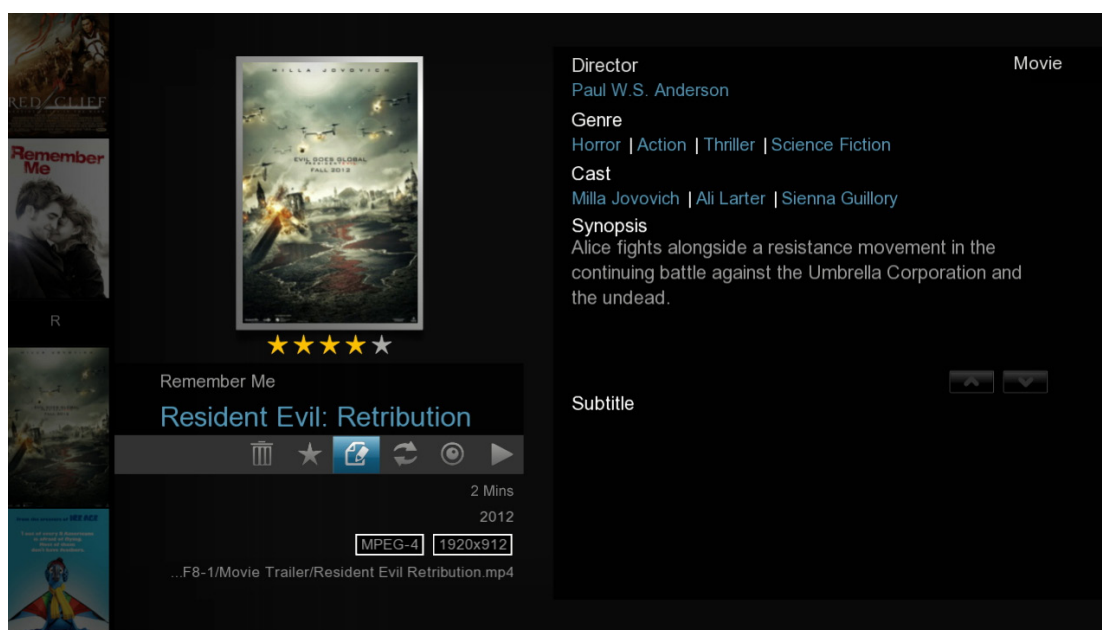 RED CLIFF
Remember
Me
R
MILLA JOVOVICH
EVIL GOES GLOBAL
FALL 2012
Remember Me
Resident Evil: Retribution
2 Mins
2012
MPEG-4 1920x912
...F8-1/Movie Trailer/Resident Evil Retribution.mp4
Director
Movie
Paul W.S. Anderson
Genre
Horror | Action | Thriller | Science Fiction
Cast
Milla Jovovich | Ali Larter | Sienna Guillory
Synopsis
Alice fights alongside a resistance movement in the
continuing battle against the Umbrella Corporation and
the undead.
Subtitle